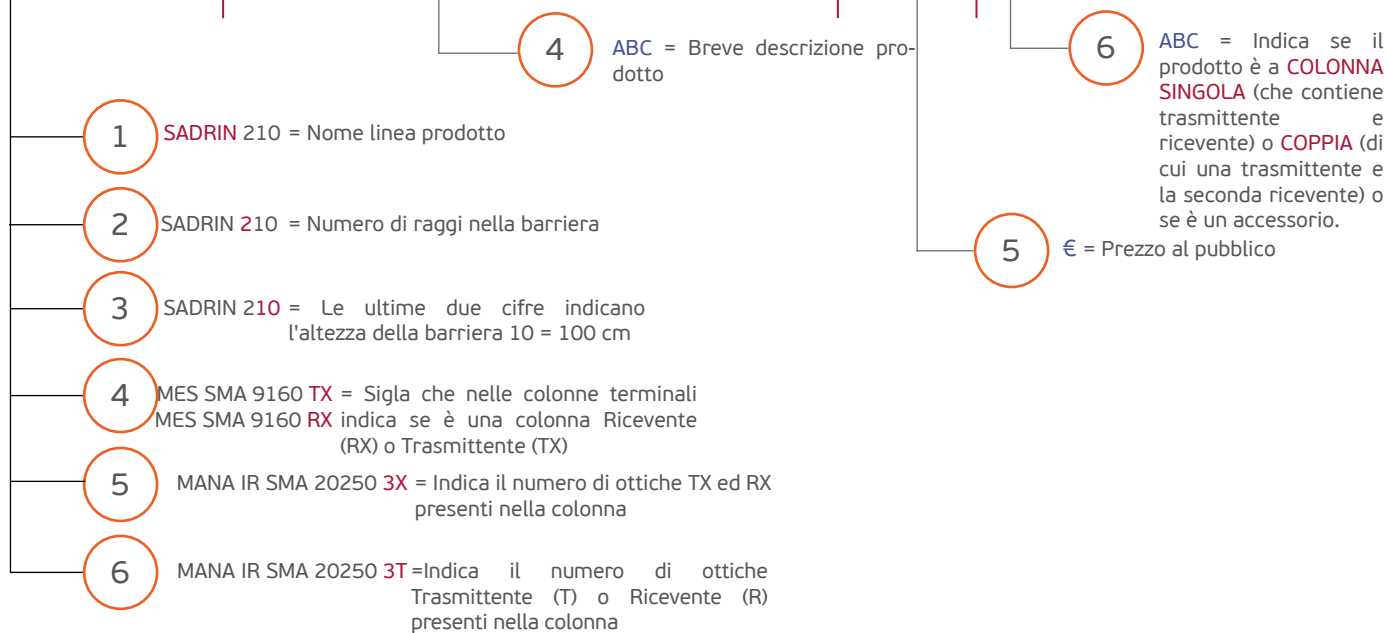 4
ABC = Breve descrizione pro-
dotto
6
ABC = Indica se il
prodotto è a COLONNA
SINGOLA (che contiene
trasmittente e
ricevente) o COPPIA (di
cui una trasmittente e
la seconda ricevente) o
se è un accessorio.
5
€ = Prezzo al pubblico
1
SADRIN 210 = Nome linea prodotto
2
SADRIN 210 = Numero di raggi nella barriera
3
SADRIN 210 = Le ultime due cifre indicano
l'altezza della barriera 10 = 100 cm
4
MES SMA 9160 TX = Sigla che nelle colonne terminali
MES SMA 9160 RX indica se è una colonna Ricevente
(RX) o Trasmittente (TX)
5
MANA IR SMA 20250 3X = Indica il numero di ottiche TX ed RX
presenti nella colonna
6
MANA IR SMA 20250 3T =Indica il numero di ottiche
Trasmittente (T) o Ricevente (R)
presenti nella colonna